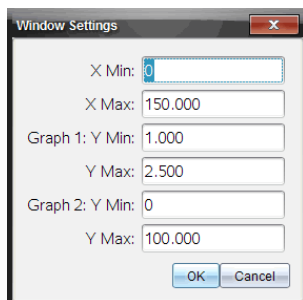 Window Settings
X Min: 0
X Max: 150.000
Graph 1: Y Min: 1.000
Y Max: 2.500
Graph 2: Y Min: 0
Y Max: 100.000
OK Cancel